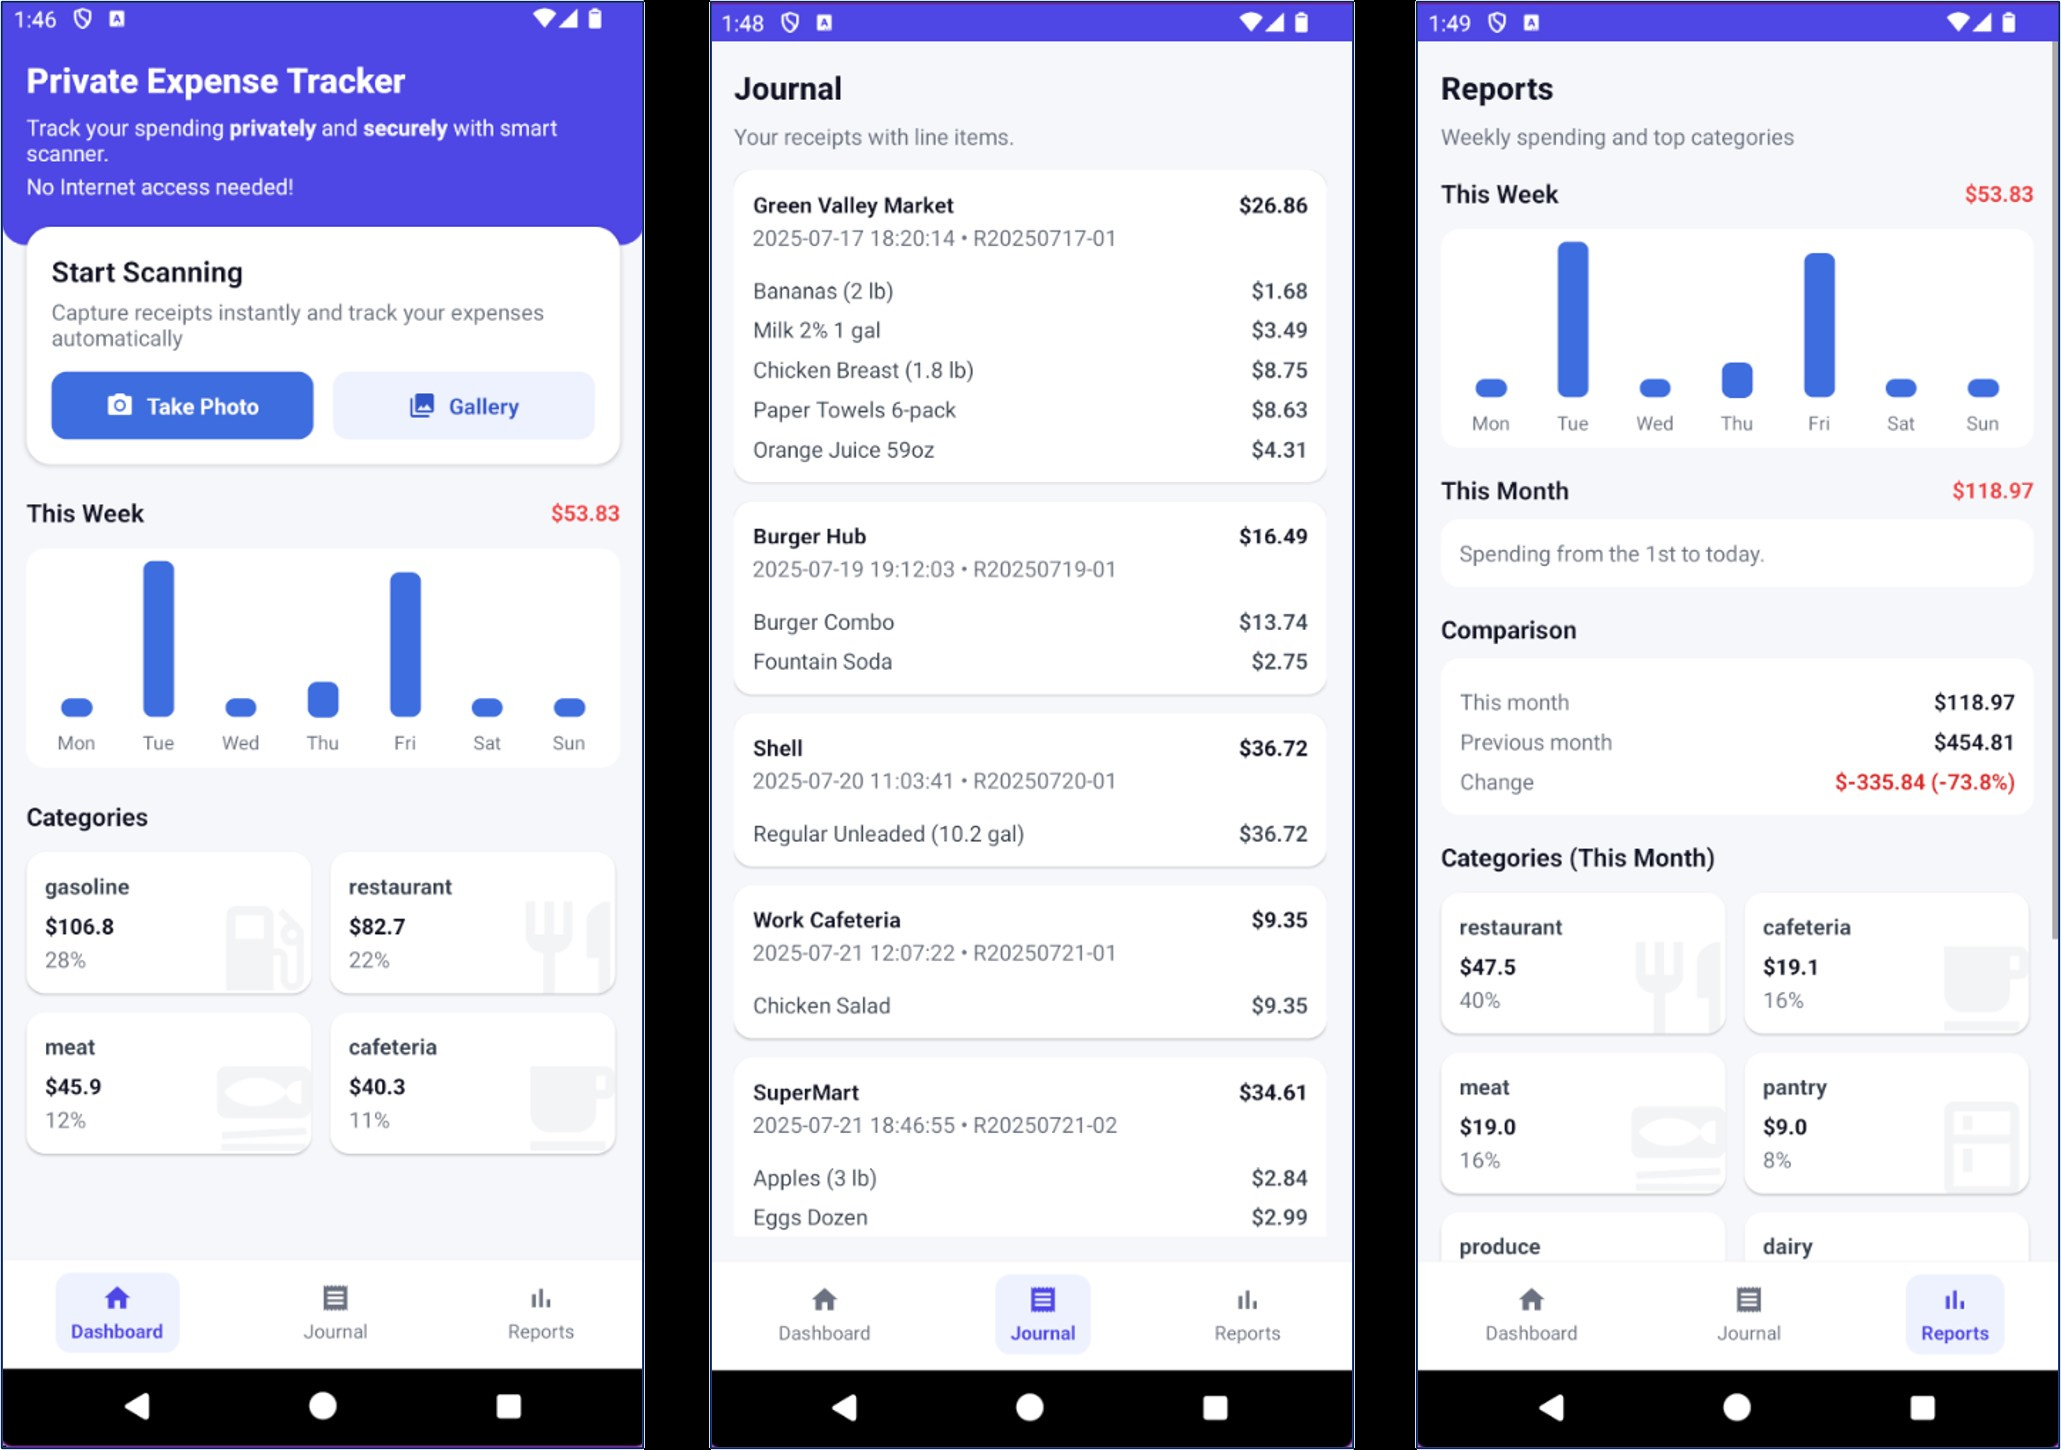 1:46
Private Expense Tracker
Track your spending privately and securely with smart
scanner.
No Internet access needed!
Start Scanning
Capture receipts instantly and track your expenses
automatically
Take Photo
Gallery
This Week
$53.83
Mon Tue Wed Thu Fri Sat Sun
Categories
gasoline
$106.8
28%
restaurant
$82.7
22%
meat
$45.9
12%
cafeteria
$40.3
11%
Dashboard
Journal
Reports
1:48
Journal
Your receipts with line items.
Green Valley Market $26.86
2025-07-17 18:20:14 • R20250717-01
Bananas (2 lb) $1.68
Milk 2% 1 gal $3.49
Chicken Breast (1.8 lb) $8.75
Paper Towels 6-pack $8.63
Orange Juice 59oz $4.31
Burger Hub $16.49
2025-07-19 19:12:03 • R20250719-01
Burger Combo $13.74
Fountain Soda $2.75
Shell $36.72
2025-07-20 11:03:41 • R20250720-01
Regular Unleaded (10.2 gal) $36.72
Work Cafeteria $9.35
2025-07-21 12:07:22 • R20250721-01
Chicken Salad $9.35
SuperMart $34.61
2025-07-21 18:46:55 • R20250721-02
Apples (3 lb) $2.84
Eggs Dozen $2.99
Dashboard
Journal
Reports
1:49
Reports
Weekly spending and top categories
This Week $53.83
Mon Tue Wed Thu Fri Sat Sun
This Month $118.97
Spending from the 1st to today.
Comparison
This month $118.97
Previous month $454.81
Change $-335.84 (-73.8%)
Categories (This Month)
restaurant
$47.5
40%
cafeteria
$19.1
16%
meat
$19.0
16%
pantry
$9.0
8%
produce
dairy
Dashboard
Journal
Reports